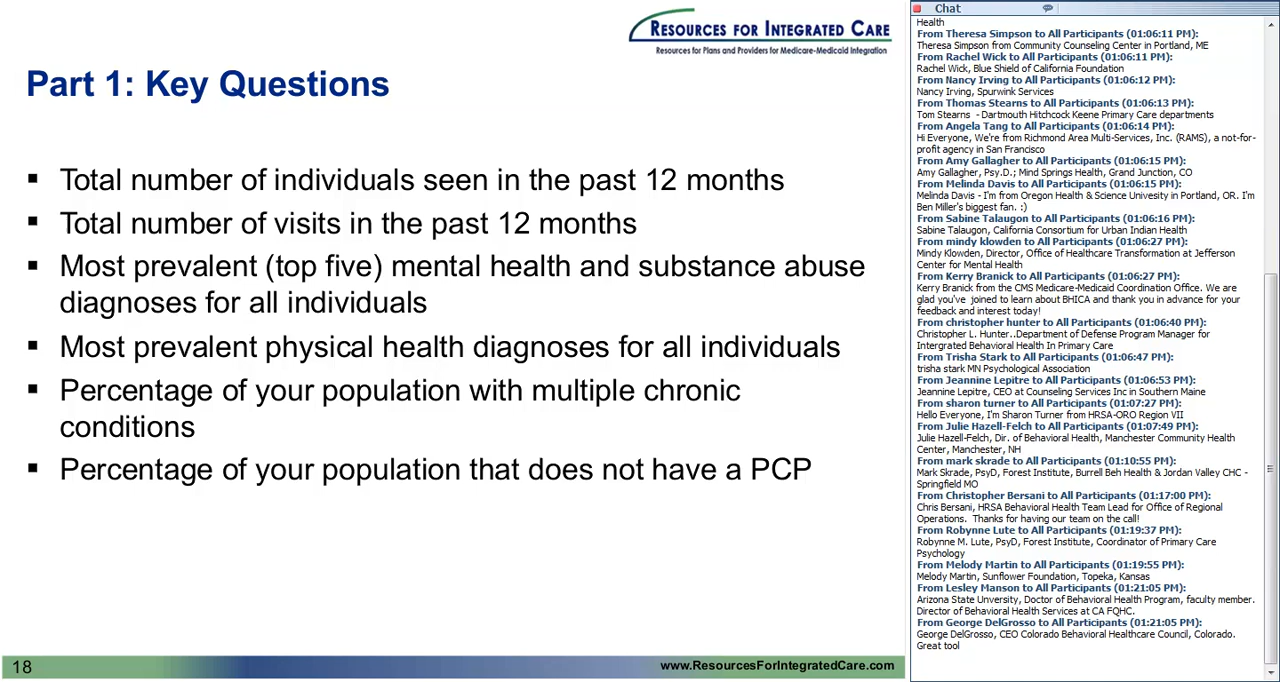 RESOURCES FOR INTEGRATED CARE
Resources for Plans and Providers for Medicare-Medicaid Integration
Part 1: Key Questions
▪ Total number of individuals seen in the past 12 months
▪ Total number of visits in the past 12 months
▪ Most prevalent (top five) mental health and substance abuse
diagnoses for all individuals
▪ Most prevalent physical health diagnoses for all individuals
▪ Percentage of your population with multiple chronic
conditions
▪ Percentage of your population that does not have a PCP
18
www.ResourcesForIntegratedCare.com
Chat
Health
From Theresa Simpson to All Participants (01:06:11 PM):
Theresa Simpson from Community Counseling Center in Portland, ME
From Rachel Wick to All Participants (01:06:11 PM):
Rachel Wick, Blue Shield of California Foundation
From Nancy Irving to All Participants (01:06:12 PM):
Nancy Irving, Spurwink Services
From Thomas Stearns to All Participants (01:06:13 PM):
Tom Stearns  - Dartmouth Hitchcock Keene Primary Care departments
From Angela Tang to All Participants (01:06:14 PM):
Hi Everyone, We're from Richmond Area Multi-Services, Inc. (RAMS), a not-for-
profit agency in San Francisco
From Amy Gallagher to All Participants (01:06:15 PM):
Amy Gallagher, Psy.D.; Mind Springs Health, Grand Junction, CO
From Melinda Davis to All Participants (01:06:15 PM):
Melinda Davis - I'm from Oregon Health & Science Univesity in Portland, OR. I'm
Ben Miller's biggest fan. :)
From Sabine Talaugon to All Participants (01:06:16 PM):
Sabine Talaugon, California Consortium for Urban Indian Health
From mindy klowden to All Participants (01:06:27 PM):
Mindy Klowden, Director, Office of Healthcare Transformation at Jefferson
Center for Mental Health
From Kerry Branick to All Participants (01:06:27 PM):
Kerry Branick from the CMS Medicare-Medicaid Coordination Office. We are
glad you've  joined to learn about BHICA and thank you in advance for your
feedback and interest today!
From christopher hunter to All Participants (01:06:40 PM):
Christopher L. Hunter..Department of Defense Program Manager for
Intergrated Behavioral Health In Primary Care
From Trisha Stark to All Participants (01:06:47 PM):
trisha stark MN Psychological Association
From Jeannine Lepitre to All Participants (01:06:53 PM):
Jeannine Lepitre, CEO at Counseling Services Inc in Southern Maine
From sharon turner to All Participants (01:07:27 PM):
Hello Everyone, I'm Sharon Turner from HRSA-ORO Region VII
From Julie Hazell-Felch to All Participants (01:07:49 PM):
Julie Hazell-Felch, Dir. of Behavioral Health, Manchester Community Health
Center, Manchester, NH
From mark skrade to All Participants (01:10:55 PM):
Mark Skrade, PsyD, Forest Institute, Burrell Beh Health & Jordan Valley CHC -
Springfield MO
From Christopher Bersani to All Participants (01:17:00 PM):
Chris Bersani, HRSA Behavioral Health Team Lead for Office of Regional
Operations.  Thanks for having our team on the call!
From Robynne Lute to All Participants (01:19:37 PM):
Robynne M. Lute, PsyD, Forest Institute, Coordinator of Primary Care
Psychology
From Melody Martin to All Participants (01:19:55 PM):
Melody Martin, Sunflower Foundation, Topeka, Kansas
From Lesley Manson to All Participants (01:21:05 PM):
Arizona State Unversity, Doctor of Behavioral Health Program, faculty member.
Director of Behavioral Health Services at CA FQHC.
From George DelGrosso to All Participants (01:21:05 PM):
George DelGrosso, CEO Colorado Behavioral Healthcare Council, Colorado.
Great tool